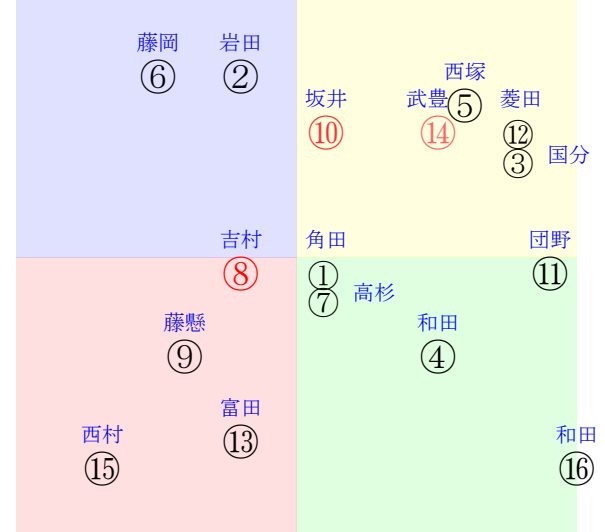 藤岡
⑥
岩田
②
西塚
⑤
坂井
⑩
武豊
⑭
菱田
⑫
③
国分
吉村
⑧
角田
①
⑦
高杉
団野
⑪
藤懸
⑨
和田
④
富田
⑬
西村
⑮
和田
⑯